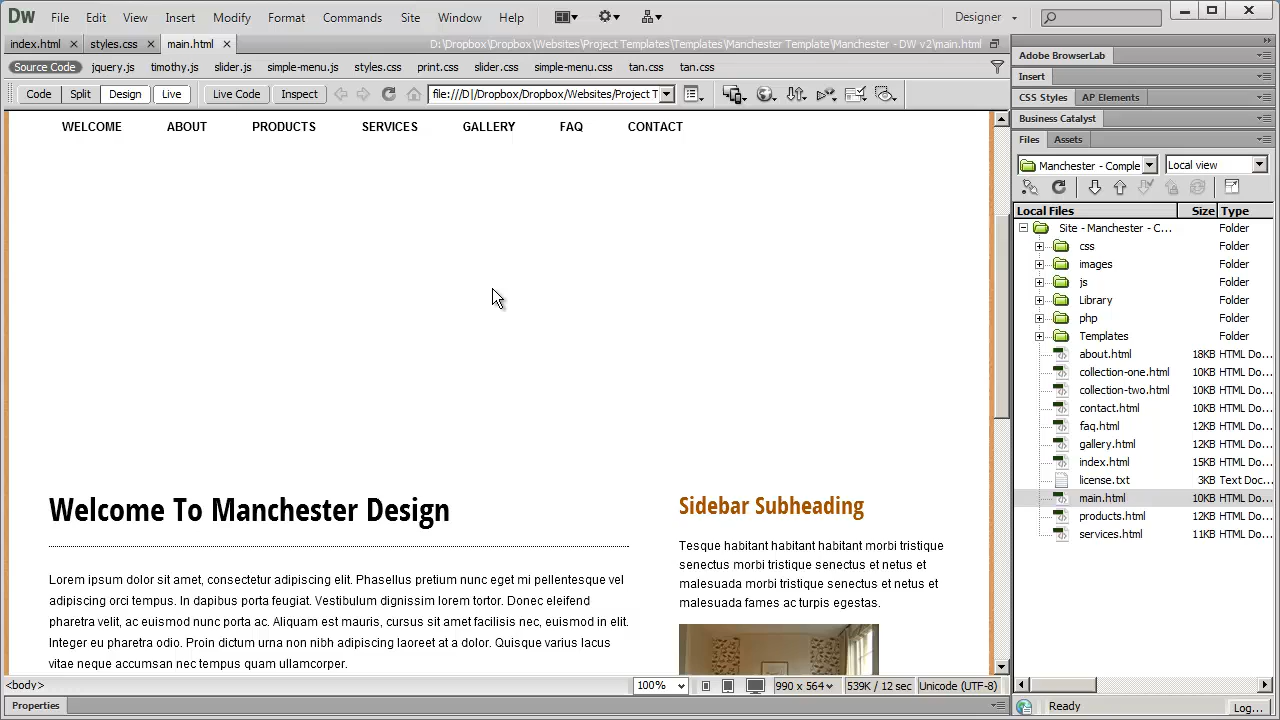 Dw File Edit View Insert Modify Format Commands Site Window Help Designer
index.html styles.css main.html D:\Dropbox\Dropbox\Websites\Project Templates\Templates\Manchester Template\Manchester - DW v2\main.html
Source Code jquery.js timothy.js slider.js simple-menu.js styles.css print.css slider.css simple-menu.css tan.css tan.css
Code Split Design Live Live Code Inspect file:///D|/Dropbox/Dropbox/Websites/Project T
WELCOME ABOUT PRODUCTS SERVICES GALLERY FAQ CONTACT
Welcome To Manchester Design
Lorem ipsum dolor sit amet, consectetur adipiscing elit. Phasellus pretium nunc eget mi pellentesque vel
adipiscing orci tempus. In dapibus porta feugiat. Vestibulum dignissim lorem tortor. Donec eleifend
pharetra velit, ac euismod nunc porta ac. Aliquam est mauris, cursus sit amet facilisis nec, euismod in elit.
Integer eu pharetra odio. Proin dictum urna non nibh adipiscing laoreet at a dolor. Quisque varius lacus
vitae neque accumsan nec tempus quam ullamcorper.
Sidebar Subheading
Tesque habitant habitant habitant morbi tristique
senectus morbi tristique senectus et netus et
malesuada morbi tristique senectus et netus et
malesuada fames ac turpis egestas.
<body> 100% 990 x 564 539K / 12 sec Unicode (UTF-8)
Properties
Adobe BrowserLab
Insert
CSS Styles AP Elements
Business Catalyst
Files Assets
Manchester - Comple Local view
Local Files Size Type
Site - Manchester - C... Folder
css Folder
images Folder
js Folder
Library Folder
php Folder
Templates Folder
about.html 18KB HTML Do...
collection-one.html 10KB HTML Do...
collection-two.html 10KB HTML Do...
contact.html 10KB HTML Do...
faq.html 12KB HTML Do...
gallery.html 12KB HTML Do...
index.html 15KB HTML Do...
license.txt 3KB Text Doc...
main.html 10KB HTML Do...
products.html 12KB HTML Do...
services.html 11KB HTML Do...
Ready Log...